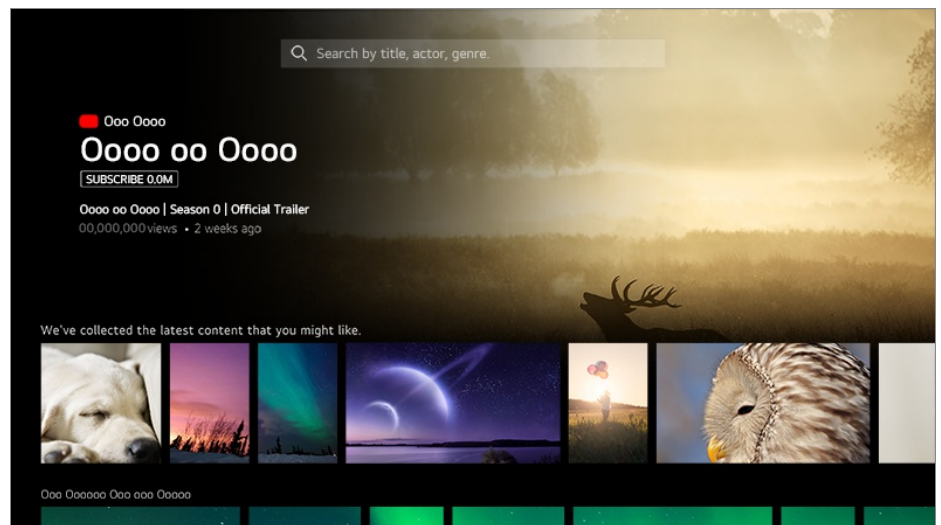 Search by title, actor, genre.
Ooo Oooo
Oooo oo Oooo
SUBSCRIBE 0,0M
Oooo oo Oooo | Season 0 | Official Trailer
00,000,000views • 2 weeks ago
We've collected the latest content that you might like.
Ooo Oooooo Ooo ooo Ooooo